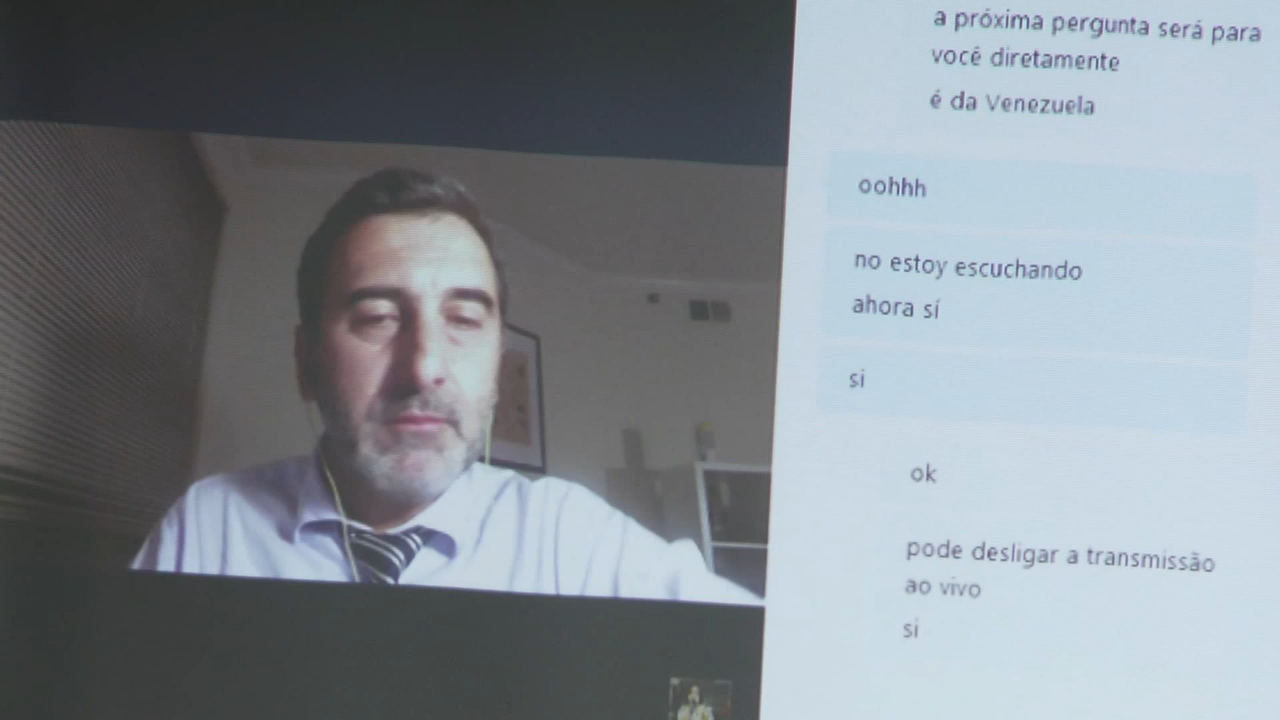 a próxima pergunta será para
você diretamente
é da Venezuela
oohhh
no estoy escuchando
ahora sí
si
ok
pode desligar a transmissão
ao vivo
si